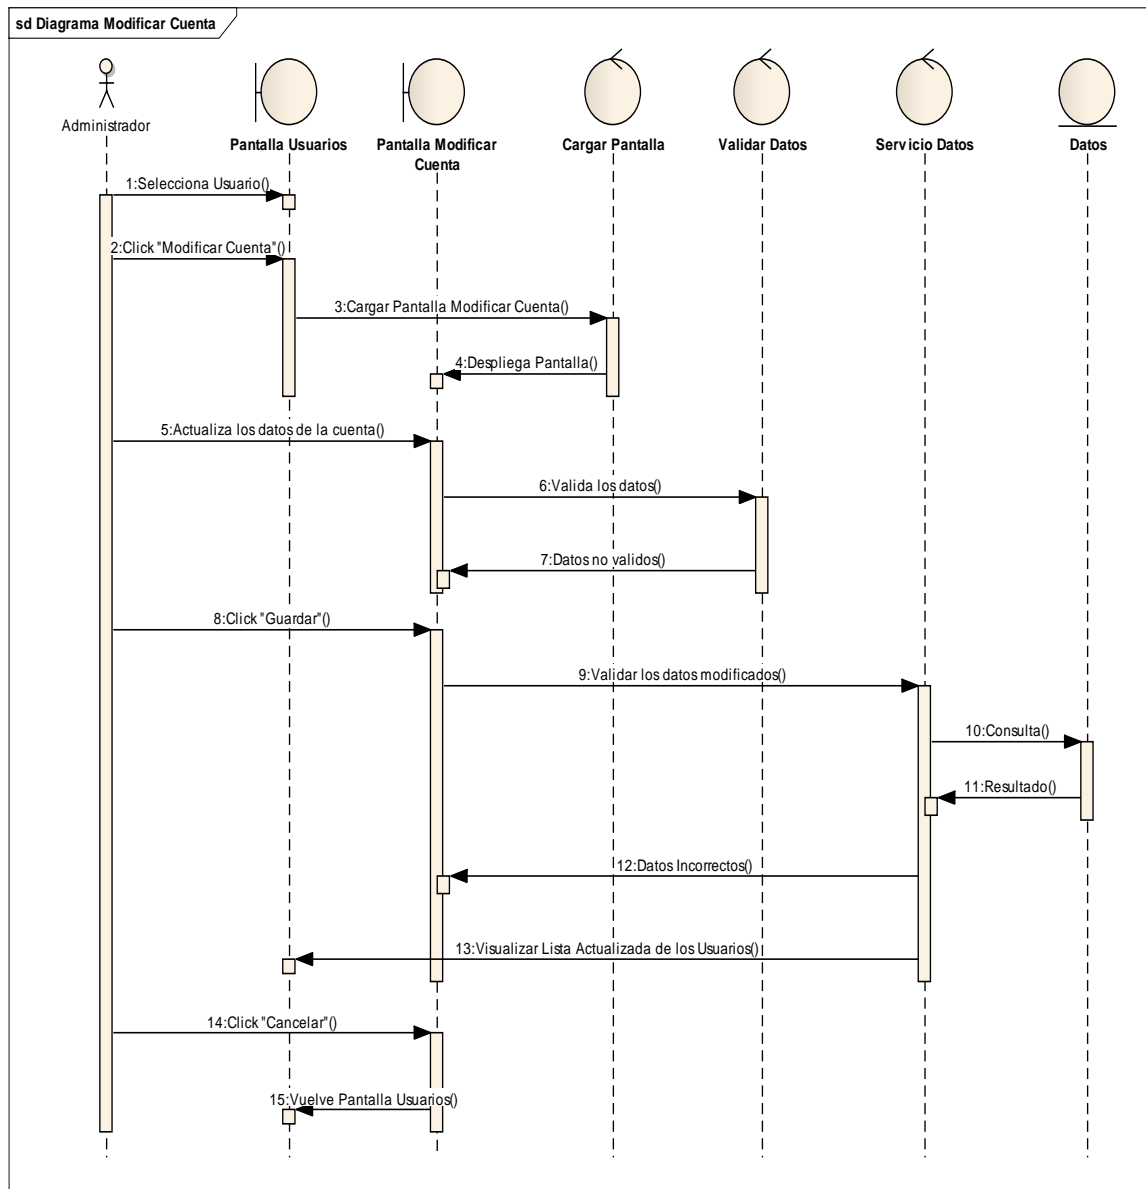 sd Diagrama Modificar Cuenta
Administrador
Pantalla Usuarios
Pantalla Modificar
Cuenta
Cargar Pantalla
Validar Datos
Servicio Datos
Datos
1:Selecciona Usuario()
2:Click "Modificar Cuenta"()
3:Cargar Pantalla Modificar Cuenta()
4:Despliega Pantalla()
5:Actualiza los datos de la cuenta()
6:Valida los datos()
7:Datos no validos()
8:Click "Guardar"()
9:Validar los datos modificados()
10:Consulta()
11:Resultado()
12:Datos Incorrectos()
13:Visualizar Lista Actualizada de los Usuarios()
14:Click "Cancelar"()
15:Vuelve Pantalla Usuarios()